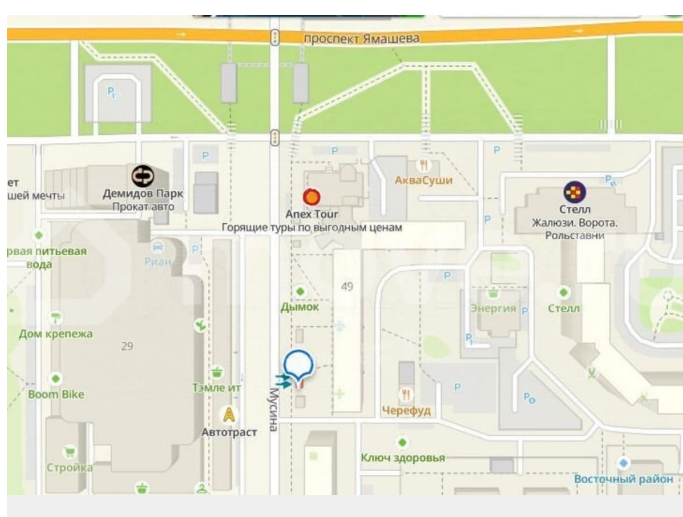 проспект Ямашева
P
P
P
P
ет
шей мечты
Демидов Парк
Прокат авто
АкваСуши
Anex Tour
Горящие туры по выгодным ценам
Стелл
Жалюзи. Ворота.
Рольставни
P
рвая питьевая
вода
Риан
P
P
49
Дымок
Энергия
P
Стелл
Дом крепежа
29
P
Boom Bike
Тэмле ит
Мусина
P
Черефуд
Автотраст
Ключ здоровья
Стройка
Восточный район